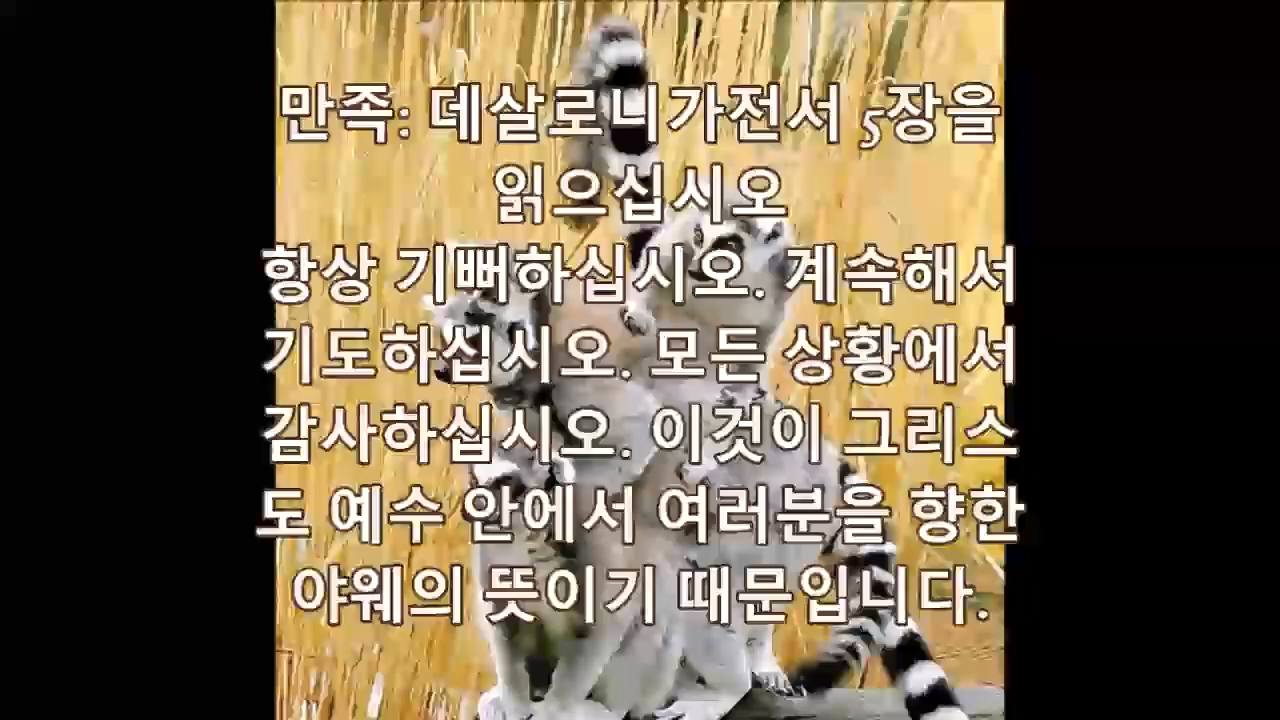 만족: 데살로니가전서 5장을
읽으십시오
항상 기뻐하십시오. 계속해서
기도하십시오. 모든 상황에서
감사하십시오. 이것이 그리스
도 예수 안에서 여러분을 향한
야웨의 뜻이기 때문입니다.